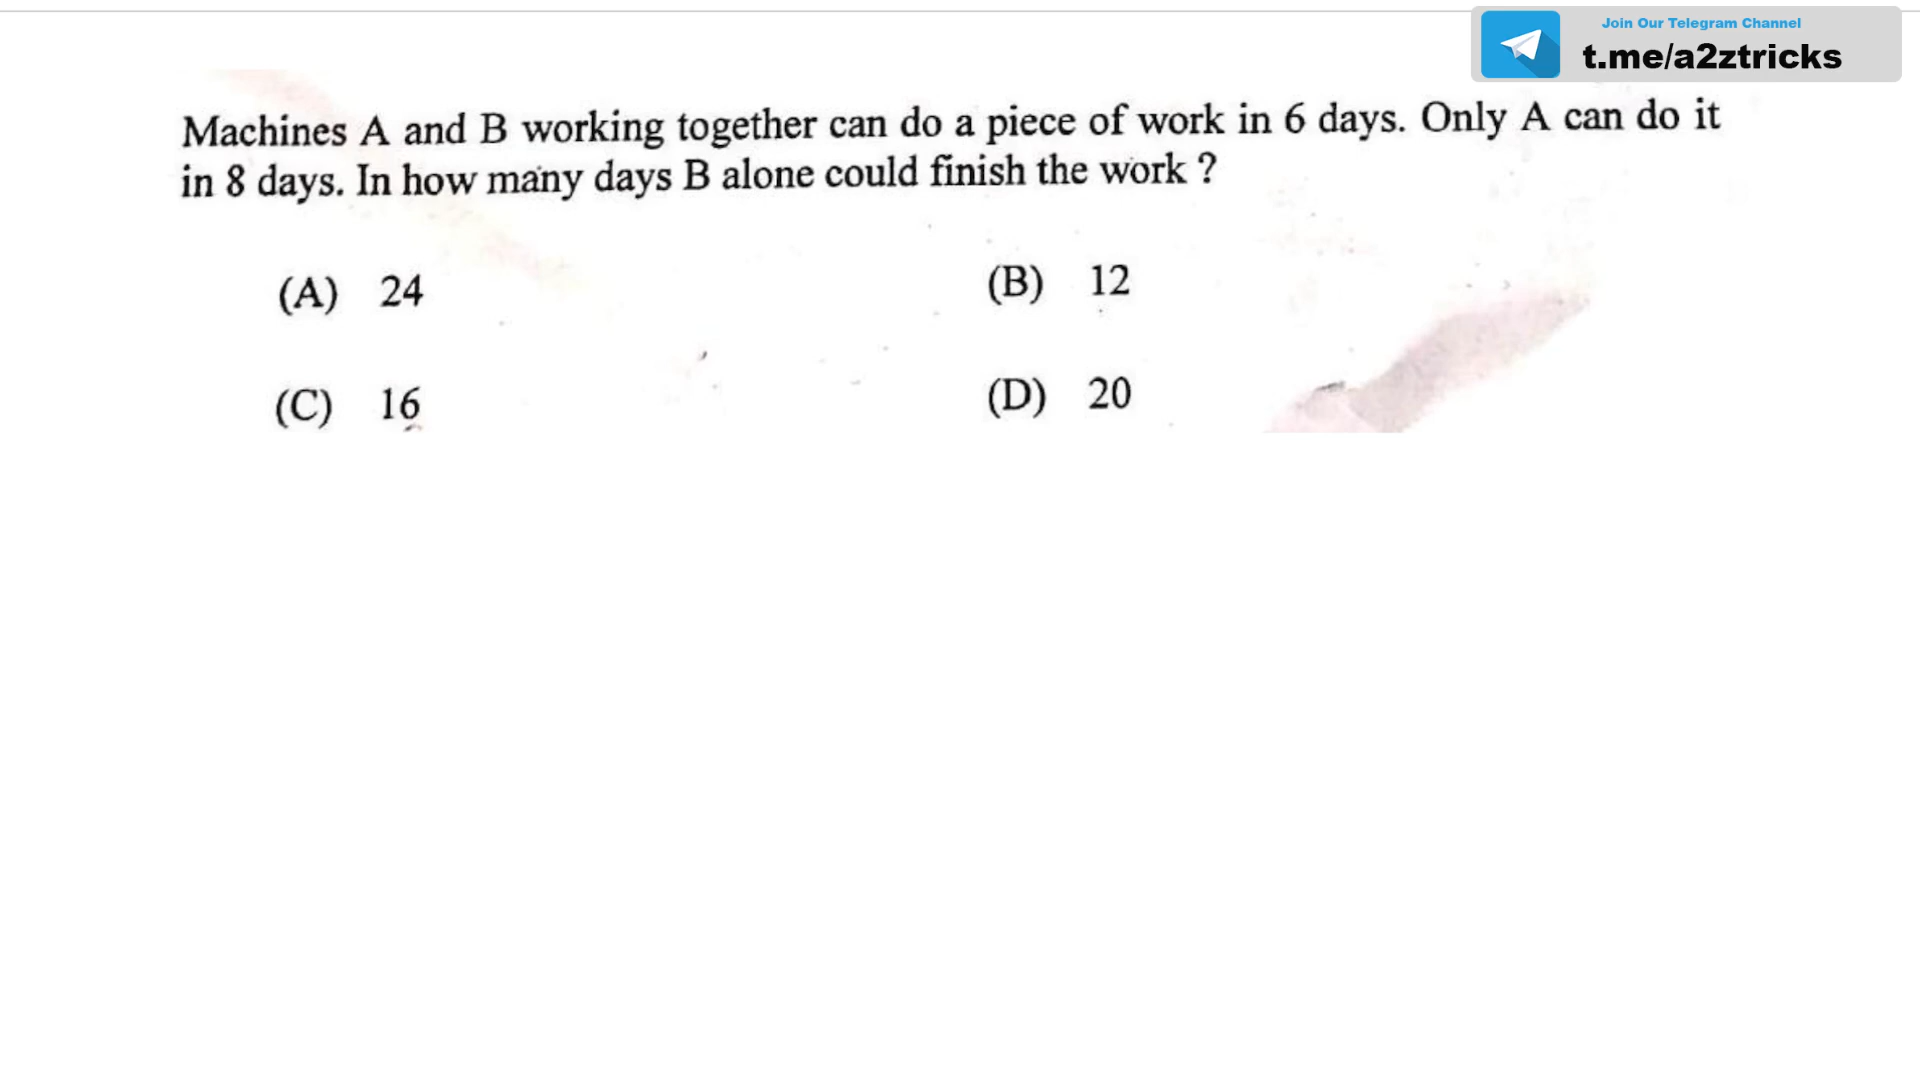 Join Our Telegram Channel
t.me/a2ztricks
Machines A and B working together can do a piece of work in 6 days. Only A can do it
in 8 days. In how many days B alone could finish the work ?
(A) 24
(B) 12
(C) 16
(D) 20